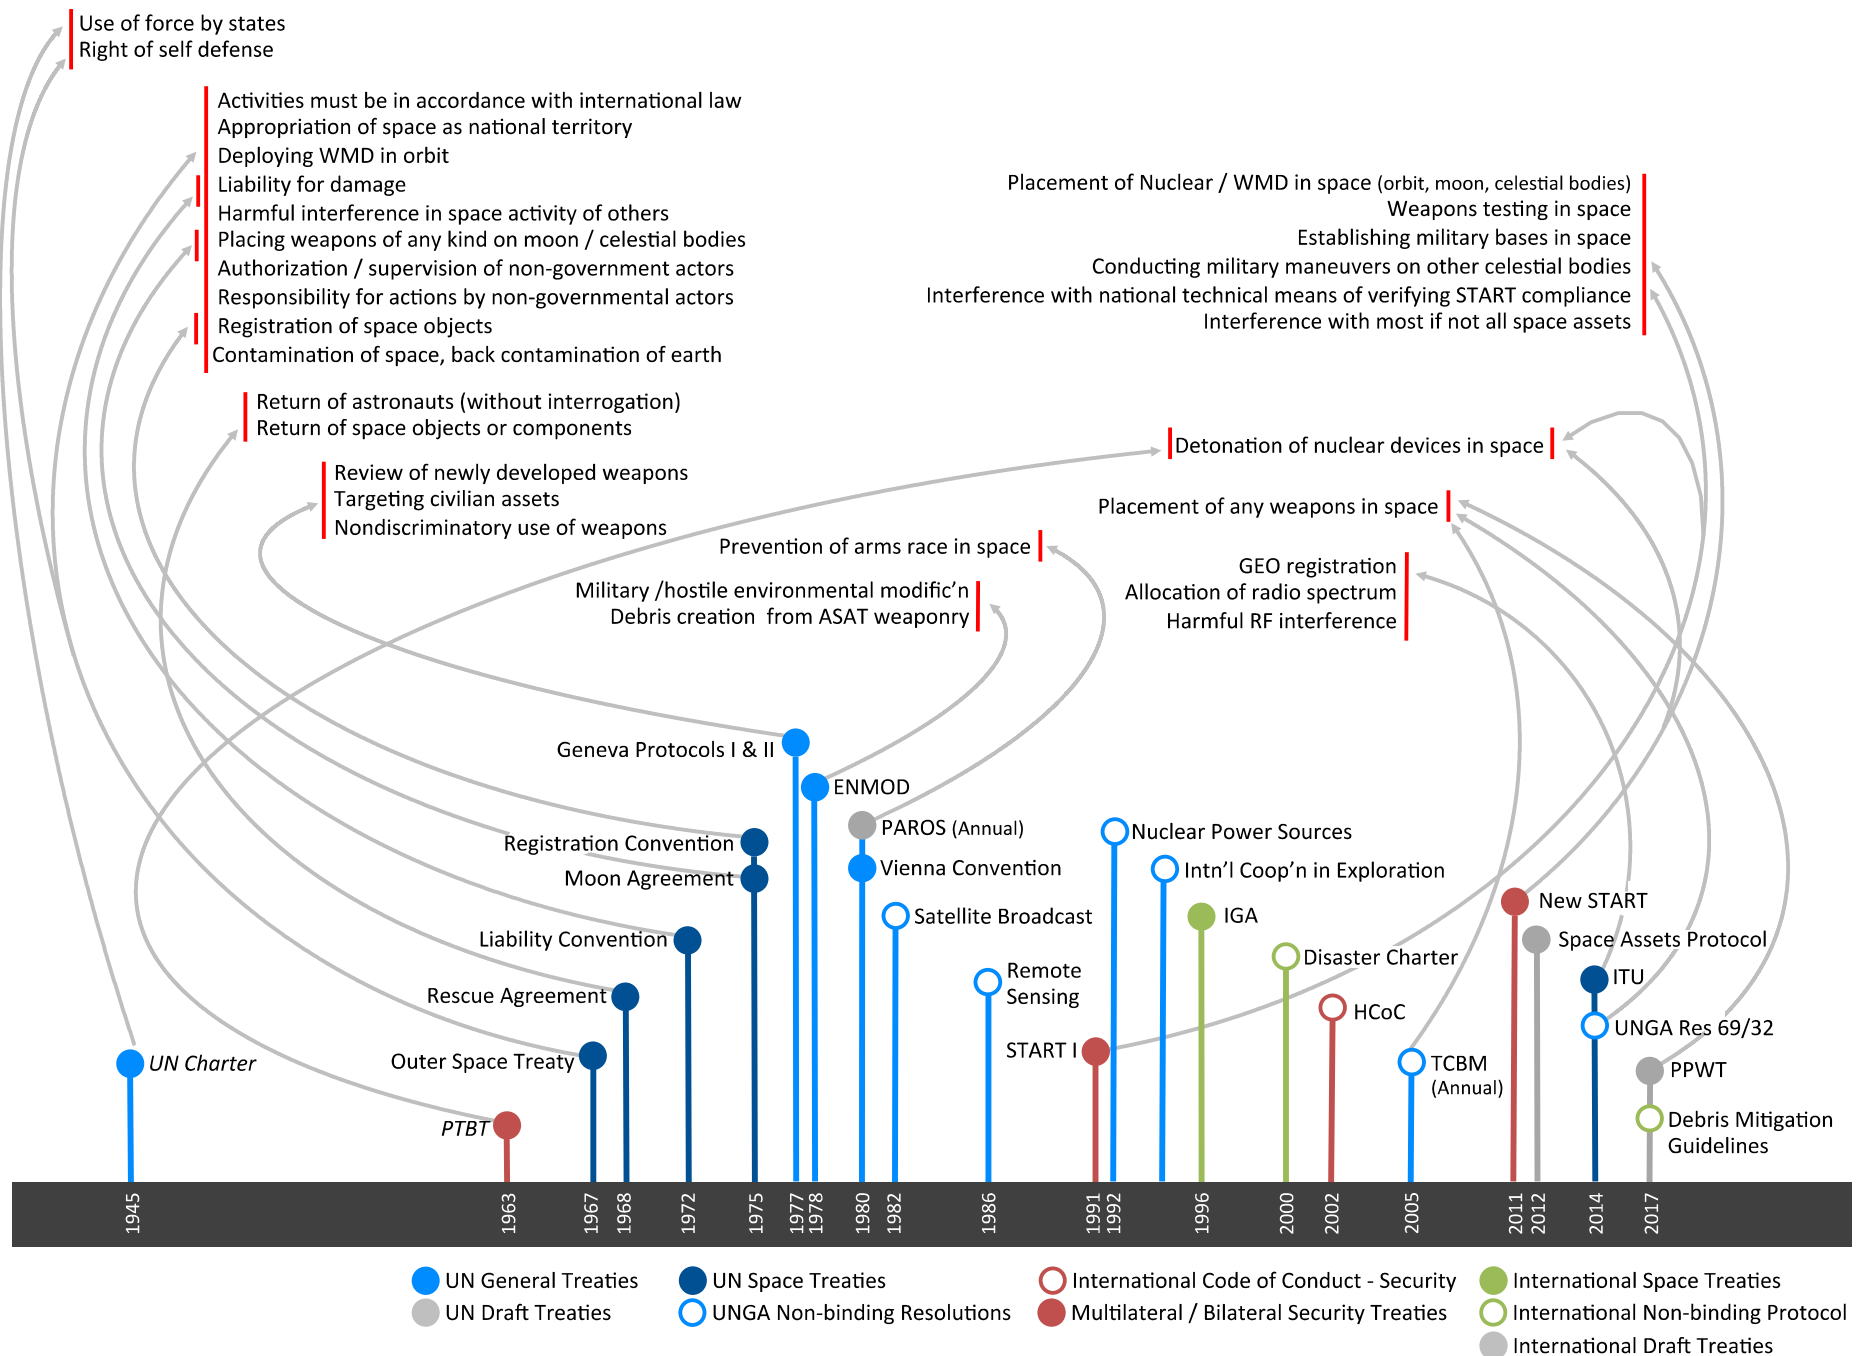 Use of force by states
Right of self defense
Activities must be in accordance with international law
Appropriation of space as national territory
Deploying WMD in orbit
Liability for damage
Harmful interference in space activity of others
Placing weapons of any kind on moon / celestial bodies
Authorization / supervision of non-government actors
Responsibility for actions by non-governmental actors
Registration of space objects
Contamination of space, back contamination of earth
Placement of Nuclear / WMD in space (orbit, moon, celestial bodies)
Weapons testing in space
Establishing military bases in space
Conducting military maneuvers on other celestial bodies
Interference with national technical means of verifying START compliance
Interference with most if not all space assets
Return of astronauts (without interrogation)
Return of space objects or components
Review of newly developed weapons
Targeting civilian assets
Nondiscriminatory use of weapons
Detonation of nuclear devices in space
Placement of any weapons in space
Prevention of arms race in space
Military /hostile environmental modific'n
Debris creation from ASAT weaponry
GEO registration
Allocation of radio spectrum
Harmful RF interference
Geneva Protocols I & II
ENMOD
PAROS (Annual)
Vienna Convention
Registration Convention
Moon Agreement
Nuclear Power Sources
Intn'l Coop'n in Exploration
Satellite Broadcast
IGA
New START
Liability Convention
Space Assets Protocol
Disaster Charter
Remote
Sensing
ITU
Rescue Agreement
HCoC
UNGA Res 69/32
START I
Outer Space Treaty
UN Charter
TCBM
(Annual)
PPWT
PTBT
Debris Mitigation
Guidelines
1945
1963
1967
1968
1972
1975
1977
1978
1980
1982
1986
1991
1992
1996
2000
2002
2005
2011
2012
2014
2017
UN General Treaties
UN Space Treaties
International Code of Conduct - Security
International Space Treaties
UN Draft Treaties
UNGA Non-binding Resolutions
Multilateral / Bilateral Security Treaties
International Non-binding Protocol
International Draft Treaties